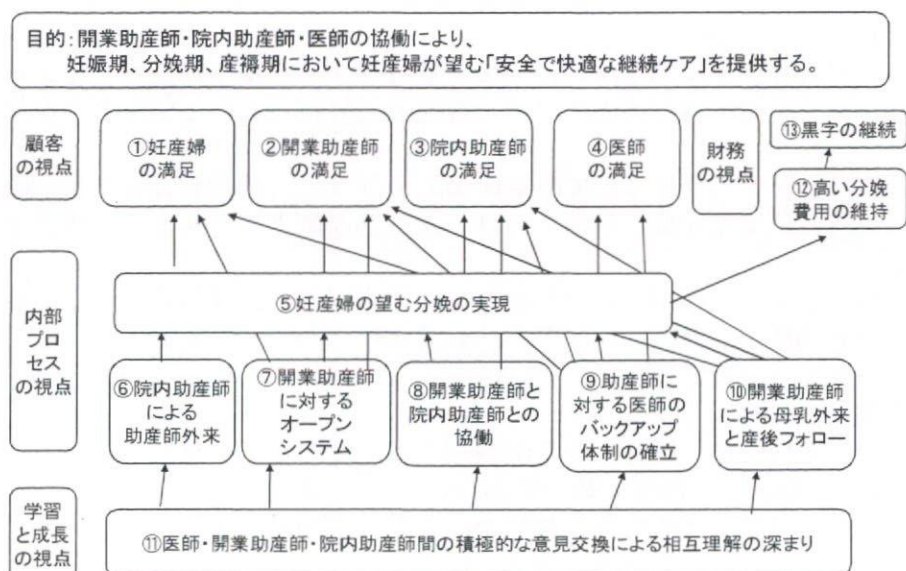 目的:開業助産師・院内助産師・医師の協働により、
妊娠期、分娩期、産褥期において妊産婦が望む「安全で快適な継続ケア」を提供する。
顧客
の視点
①妊産婦
の満足
②開業助産師
の満足
③院内助産師
の満足
④医師
の満足
財務
の視点
⑬黒字の継続
⑫高い分娩
費用の維持
内部
プロ
セス
の視点
⑤妊産婦の望む分娩の実現
⑥院内助産師
による
助産師外来
⑦開業助産師
に対する
オープン
システム
⑧開業助産師と
院内助産師との
協働
⑨助産師に
対する医師の
バックアップ
体制の確立
⑩開業助産師
による母乳外来
と産後フォロー
学習
と成長
の視点
⑪医師・開業助産師・院内助産師間の積極的な意見交換による相互理解の深まり